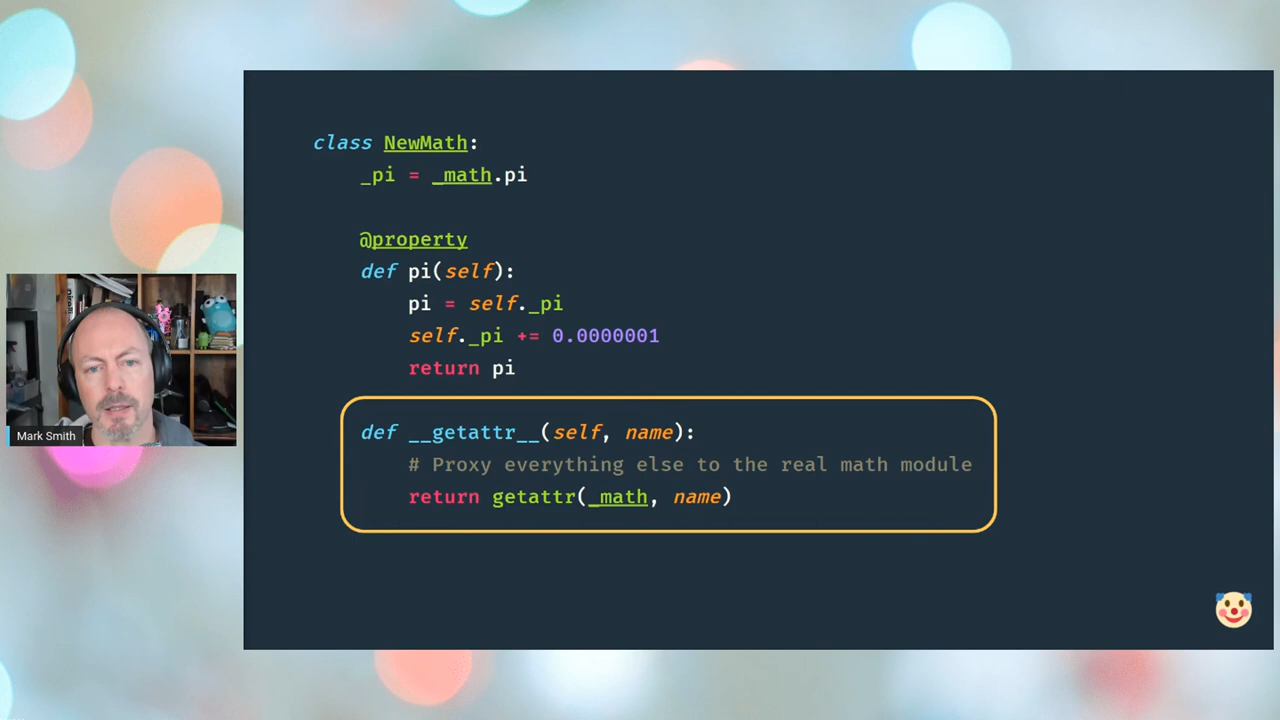 class NewMath:
    _pi = _math.pi
    @property
    def pi(self):
        pi = self._pi
        self._pi += 0.0000001
        return pi
    def __getattr__(self, name):
        # Proxy everything else to the real math module
        return getattr(_math, name)
Mark Smith